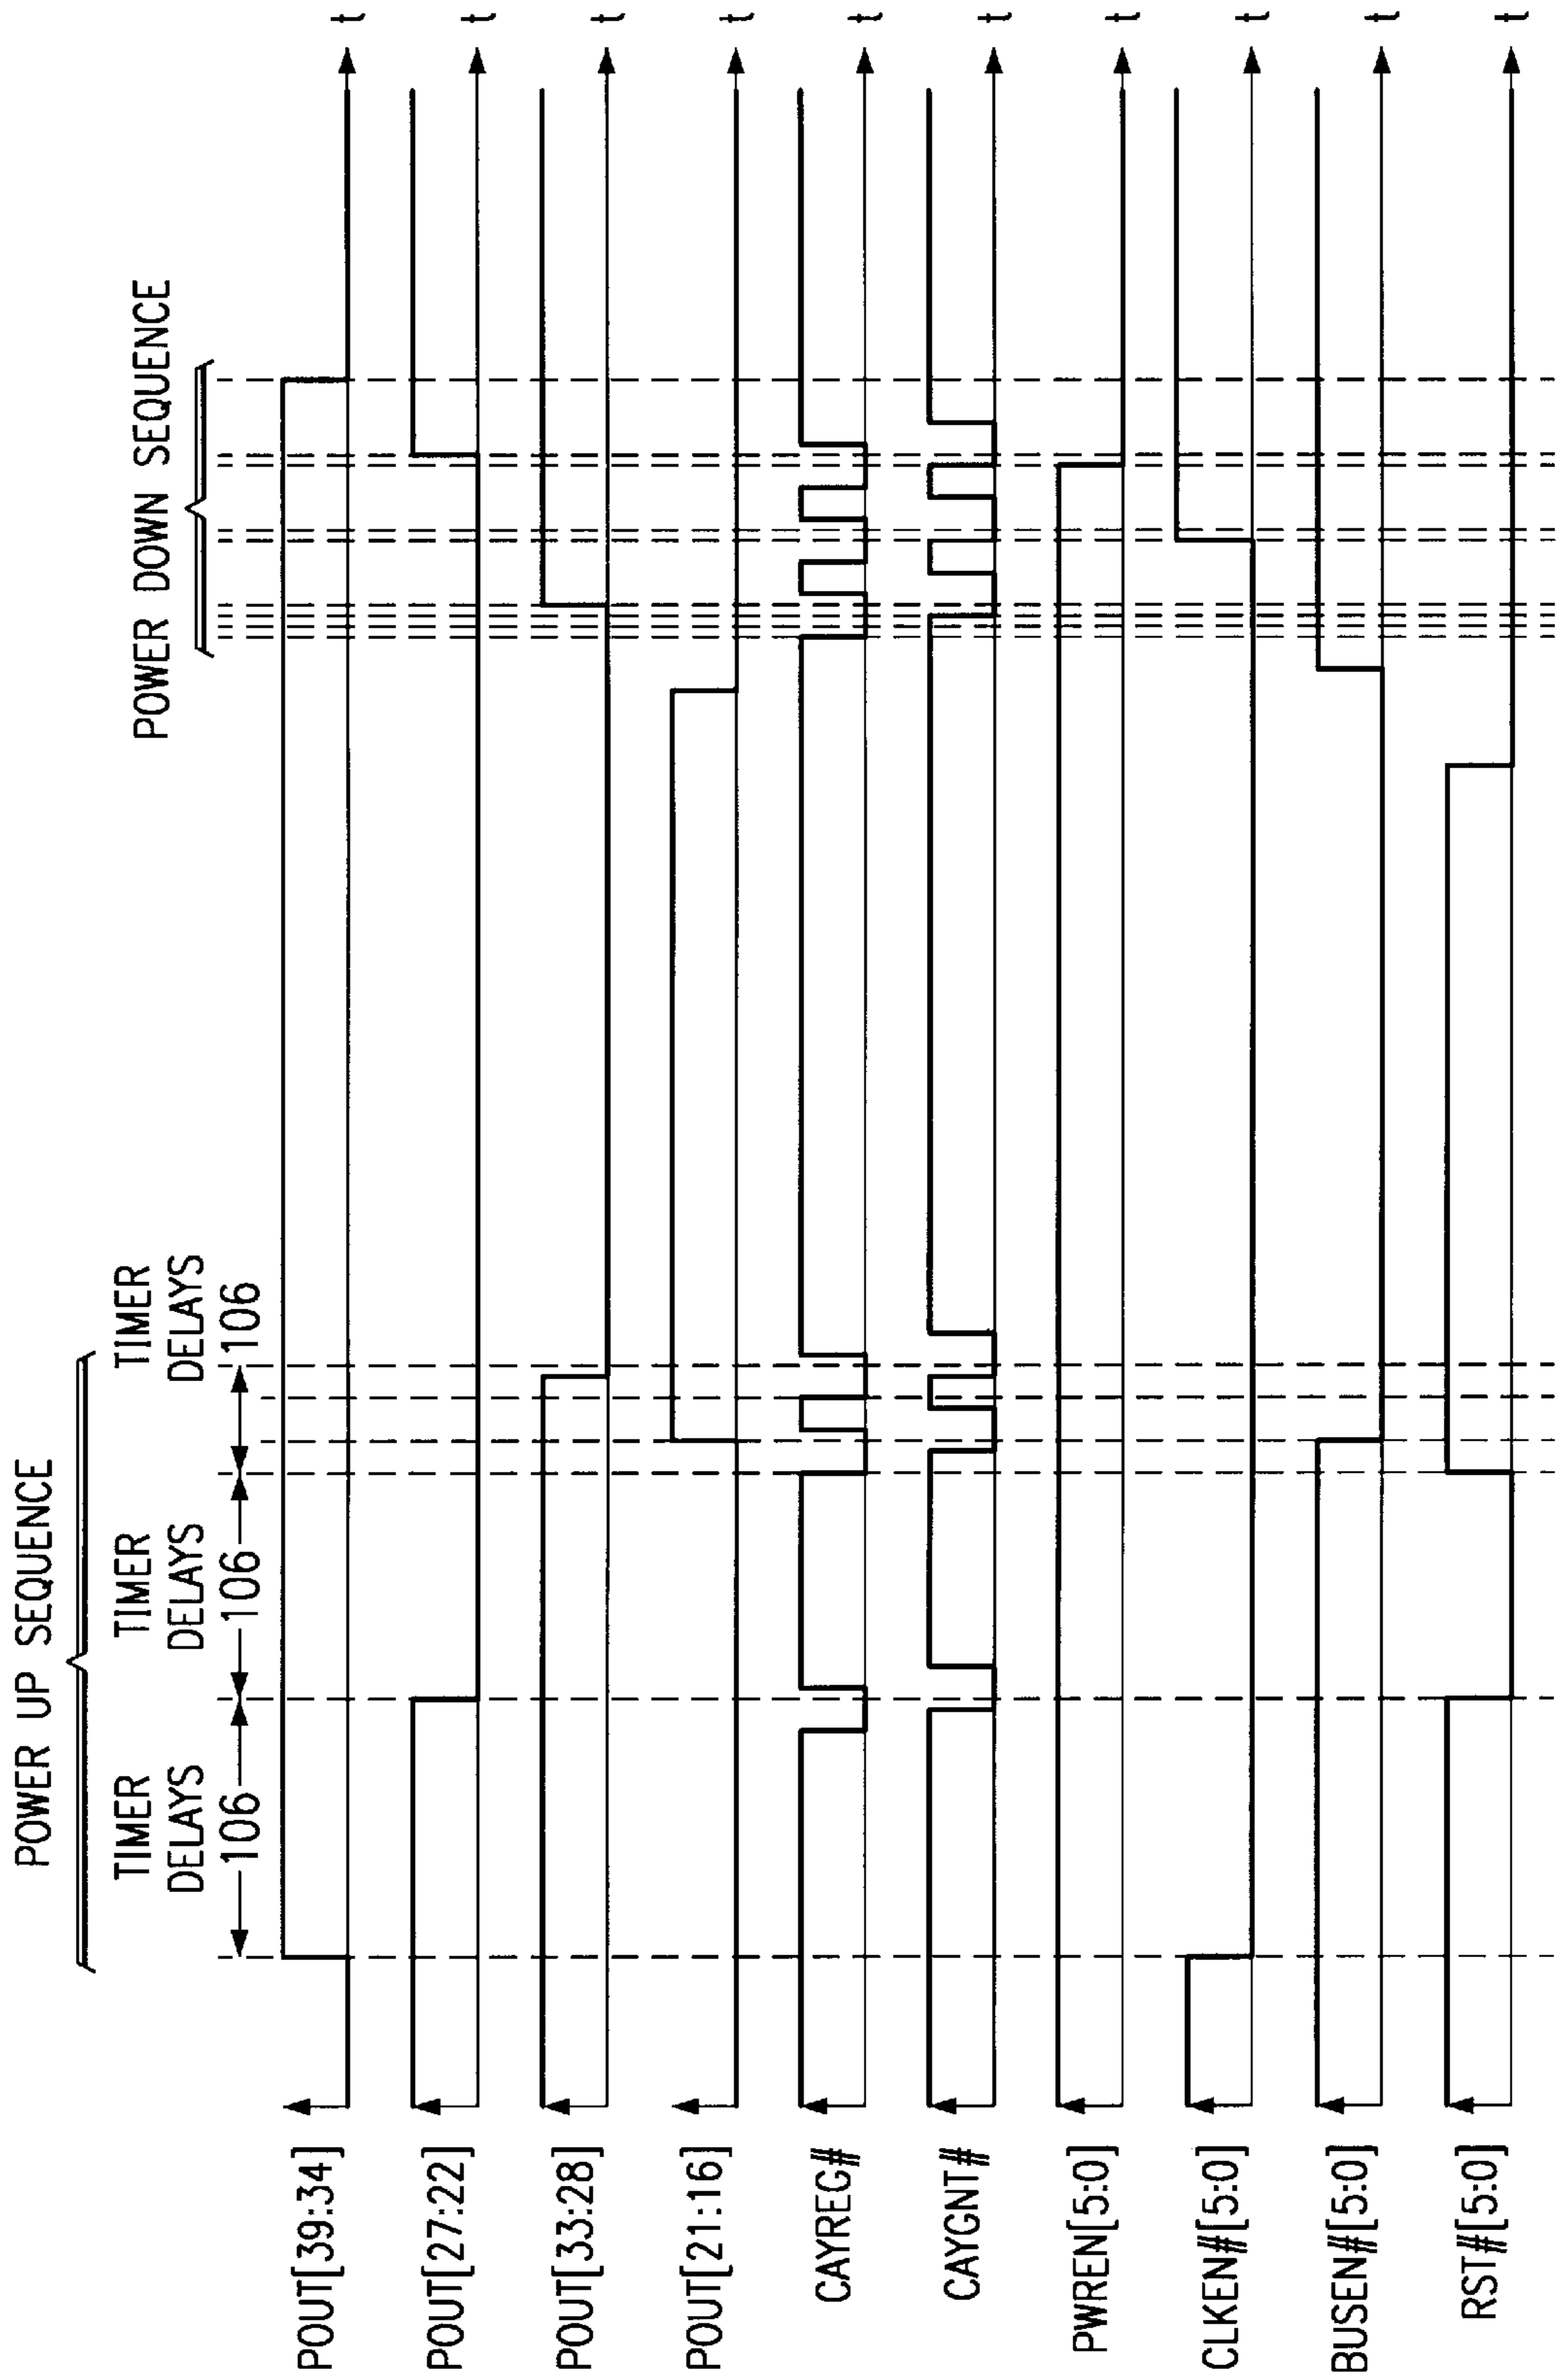 POWER UP SEQUENCE
POWER DOWN SEQUENCE
TIMER
DELAYS
106
TIMER
DELAYS
106
TIMER
DELAYS
106
POUT[39:34]
t
POUT[27:22]
t
POUT[33:28]
t
POUT[21:16]
t
CAYREG#
t
CAYGNT#
t
PWREN[5:0]
t
CLKEN#[5:0]
t
BUSEN#[5:0]
t
RST#[5:0]
t